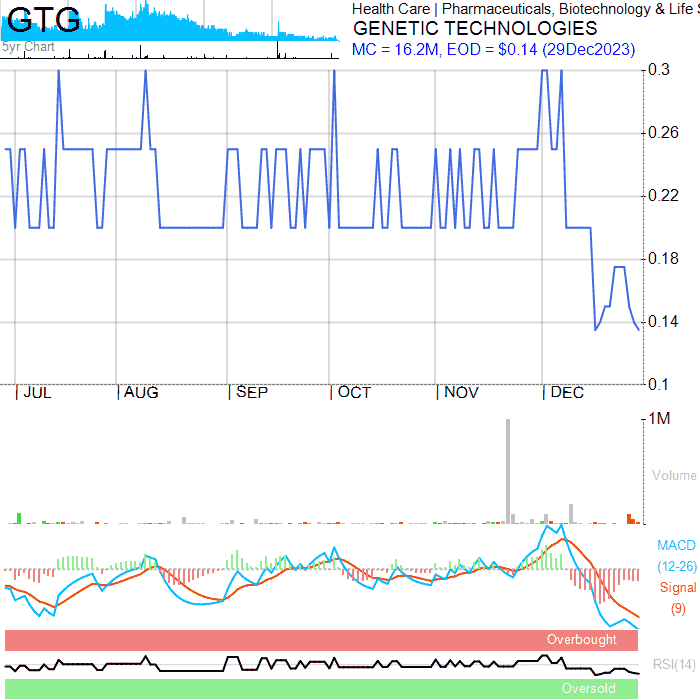 GTG
Health Care | Pharmaceuticals, Biotechnology & Life S
GENETIC TECHNOLOGIES
MC = 16.2M, EOD = $0.14 (29Dec2023)
5yr Chart
0.3
0.26
0.22
0.18
0.14
0.1
| JUL | AUG | SEP | OCT | NOV | DEC
1M
Volume
MACD
(12-26)
Signal
(9)
Overbought
RSI(14)
Oversold